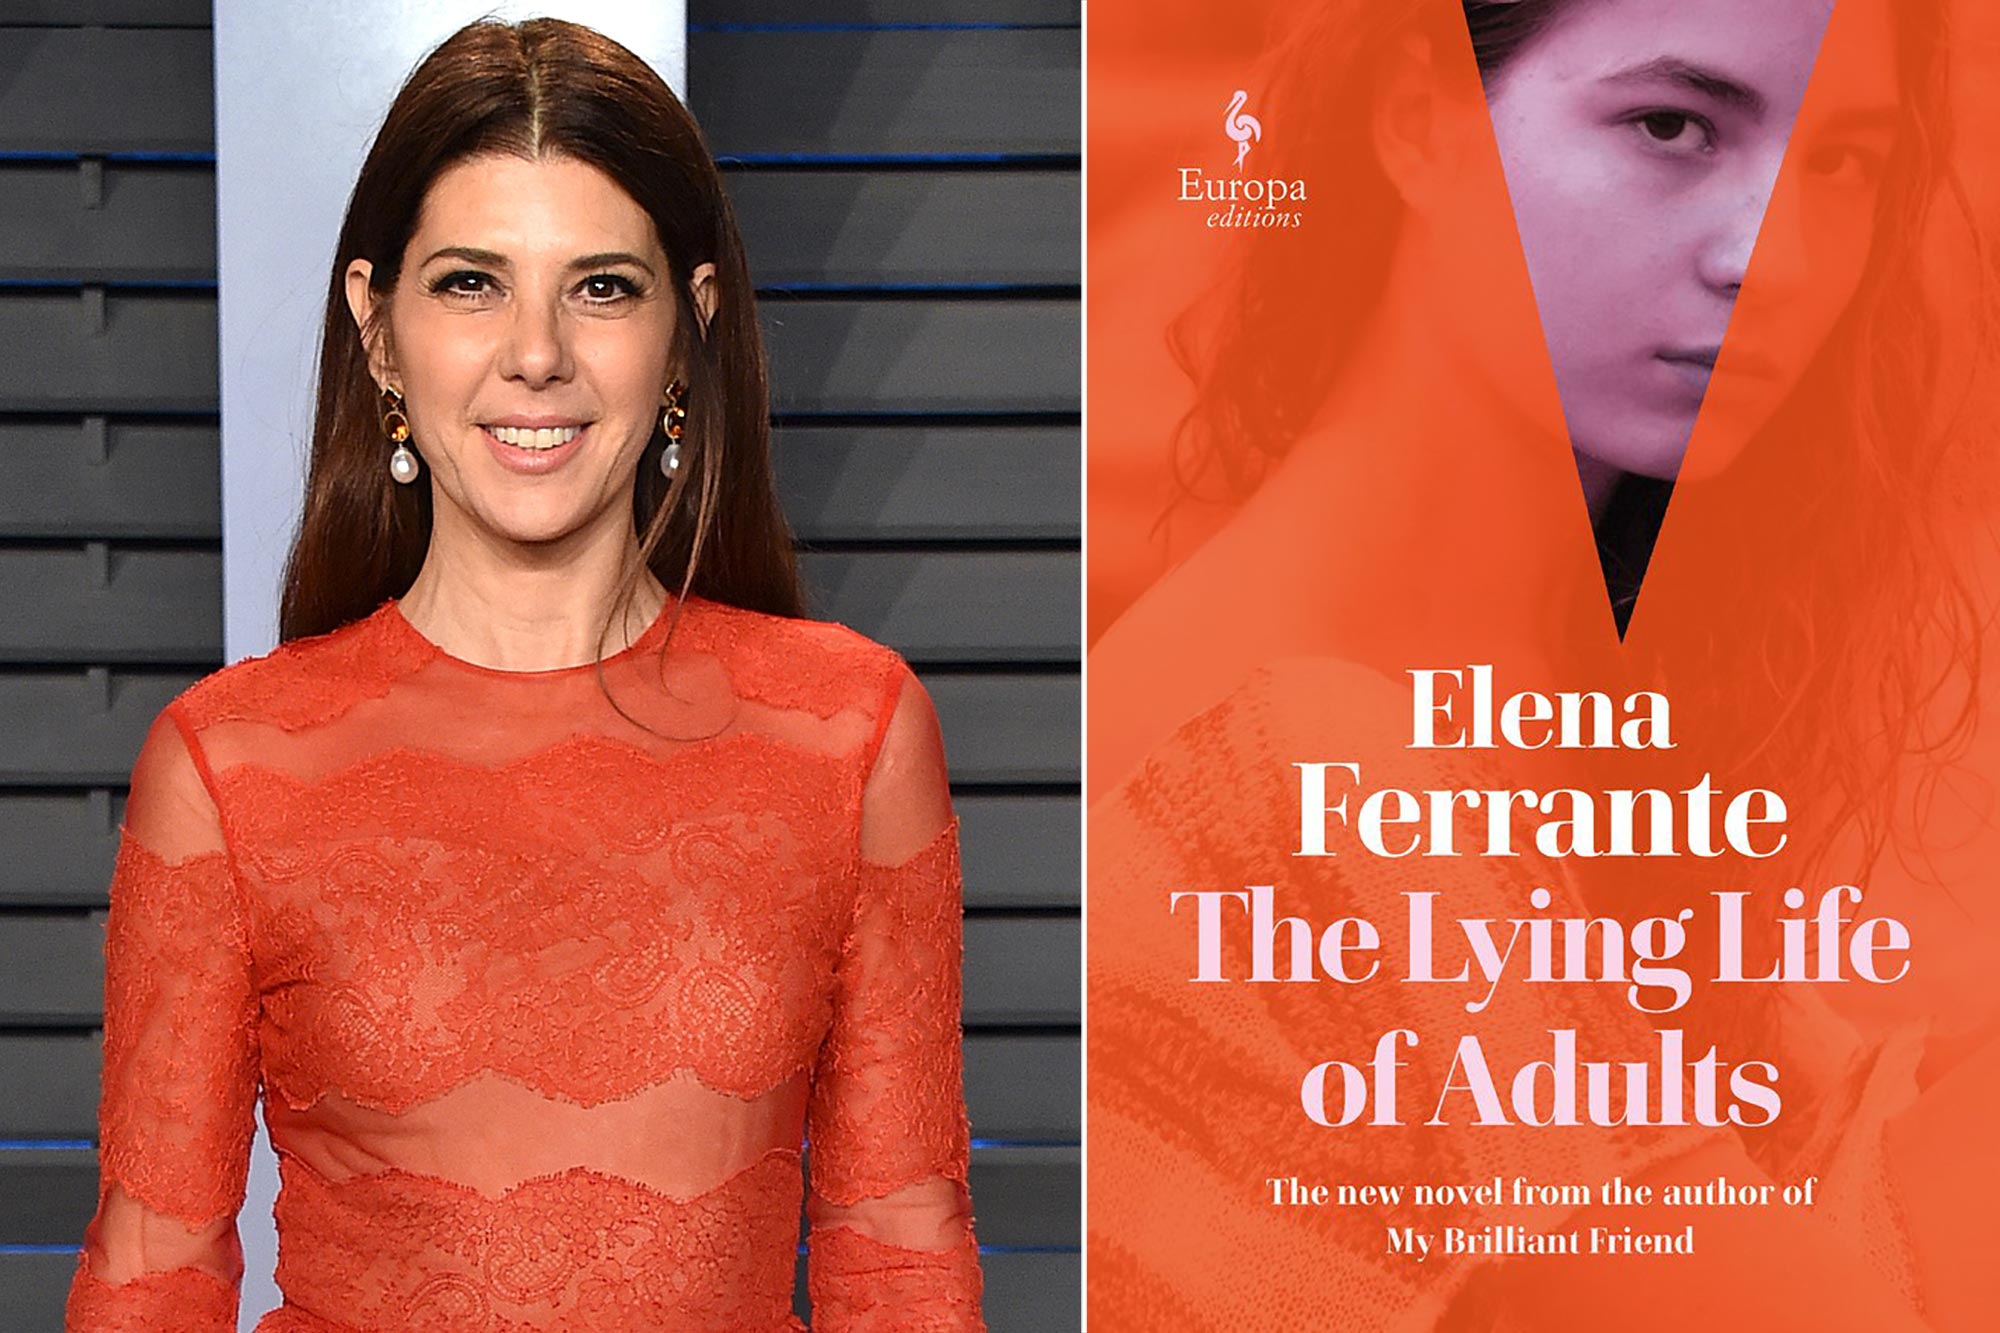 Europa
editions
Elena
Ferrante
The Lying Life
of Adults
The new novel from the author of
My Brilliant Friend